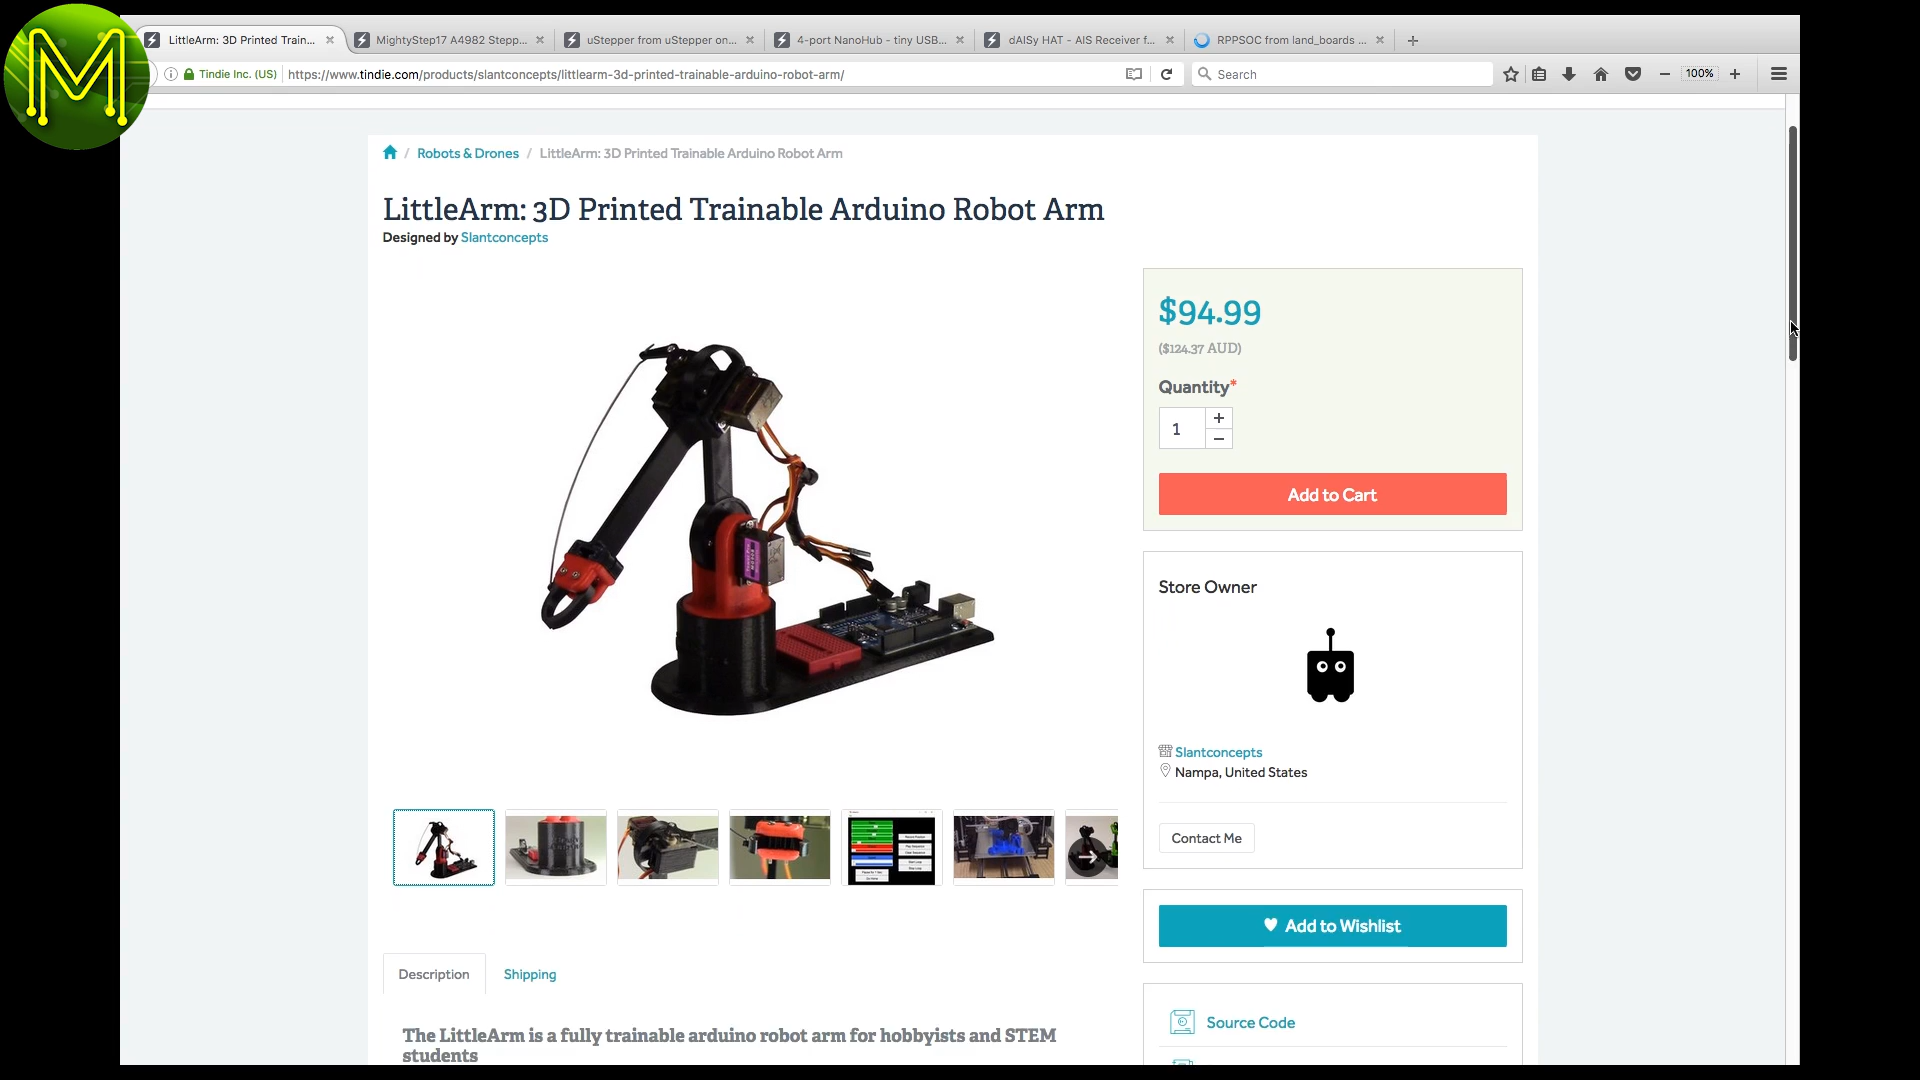 M
LittleArm: 3D Printed Train...
MightyStep17 A4982 Stepp...
uStepper from uStepper on...
4-port NanoHub - tiny USB...
dAISy HAT - AIS Receiver f...
RPPSOC from land_boards ...
Tindie Inc. (US)
https://www.tindie.com/products/slantconcepts/littlearm-3d-printed-trainable-arduino-robot-arm/
Search
100%
/ Robots & Drones / LittleArm: 3D Printed Trainable Arduino Robot Arm
LittleArm: 3D Printed Trainable Arduino Robot Arm
Designed by Slantconcepts
$94.99
($124.37 AUD)
Quantity*
1
Add to Cart
Store Owner
Slantconcepts
Nampa, United States
Contact Me
Add to Wishlist
Description
Shipping
Source Code
The LittleArm is a fully trainable arduino robot arm for hobbyists and STEM
students